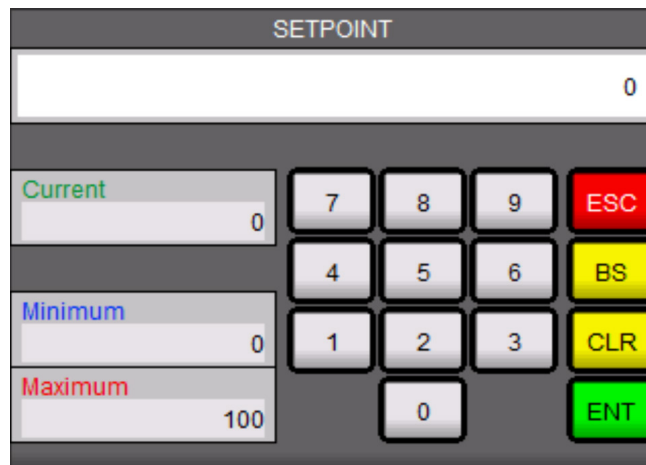 SETPOINT
0
Current
0
7 8 9 ESC
4 5 6 BS
Minimum
0
1 2 3 CLR
Maximum
100
0 ENT